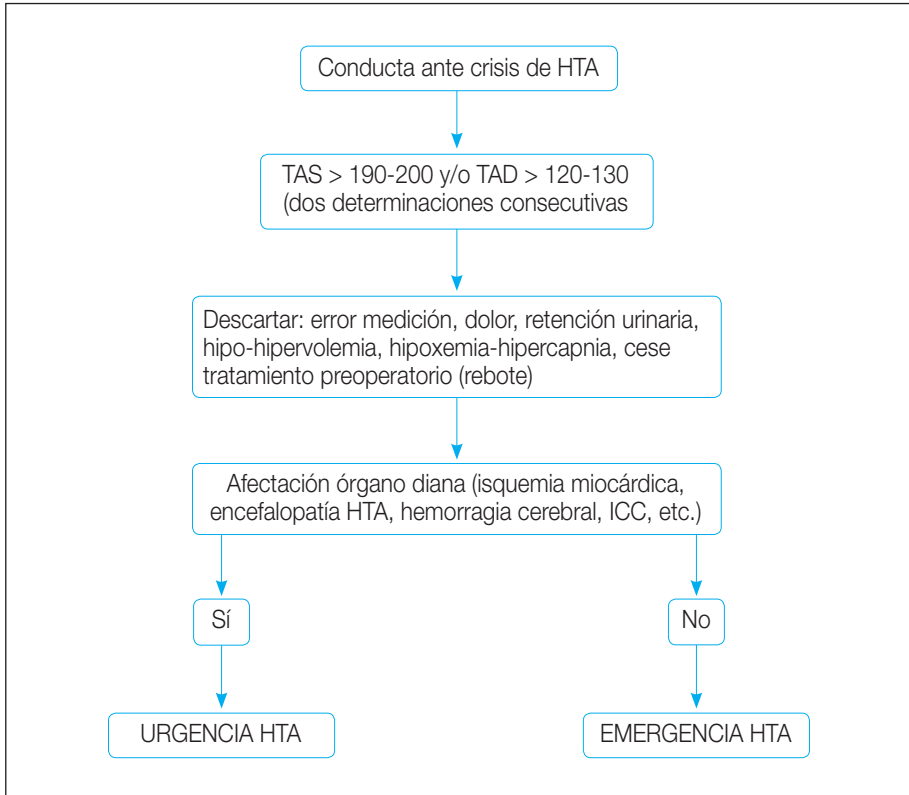 Conducta ante crisis de HTA
TAS > 190-200 y/o TAD > 120-130
(dos determinaciones consecutivas
Descartar: error medición, dolor, retención urinaria,
hipo-hipervolemia, hipoxemia-hipercapnia, cese
tratamiento preoperatorio (rebote)
Afectación órgano diana (isquemia miocárdica,
encefalopatía HTA, hemorragia cerebral, ICC, etc.)
Sí
No
URGENCIA HTA
EMERGENCIA HTA